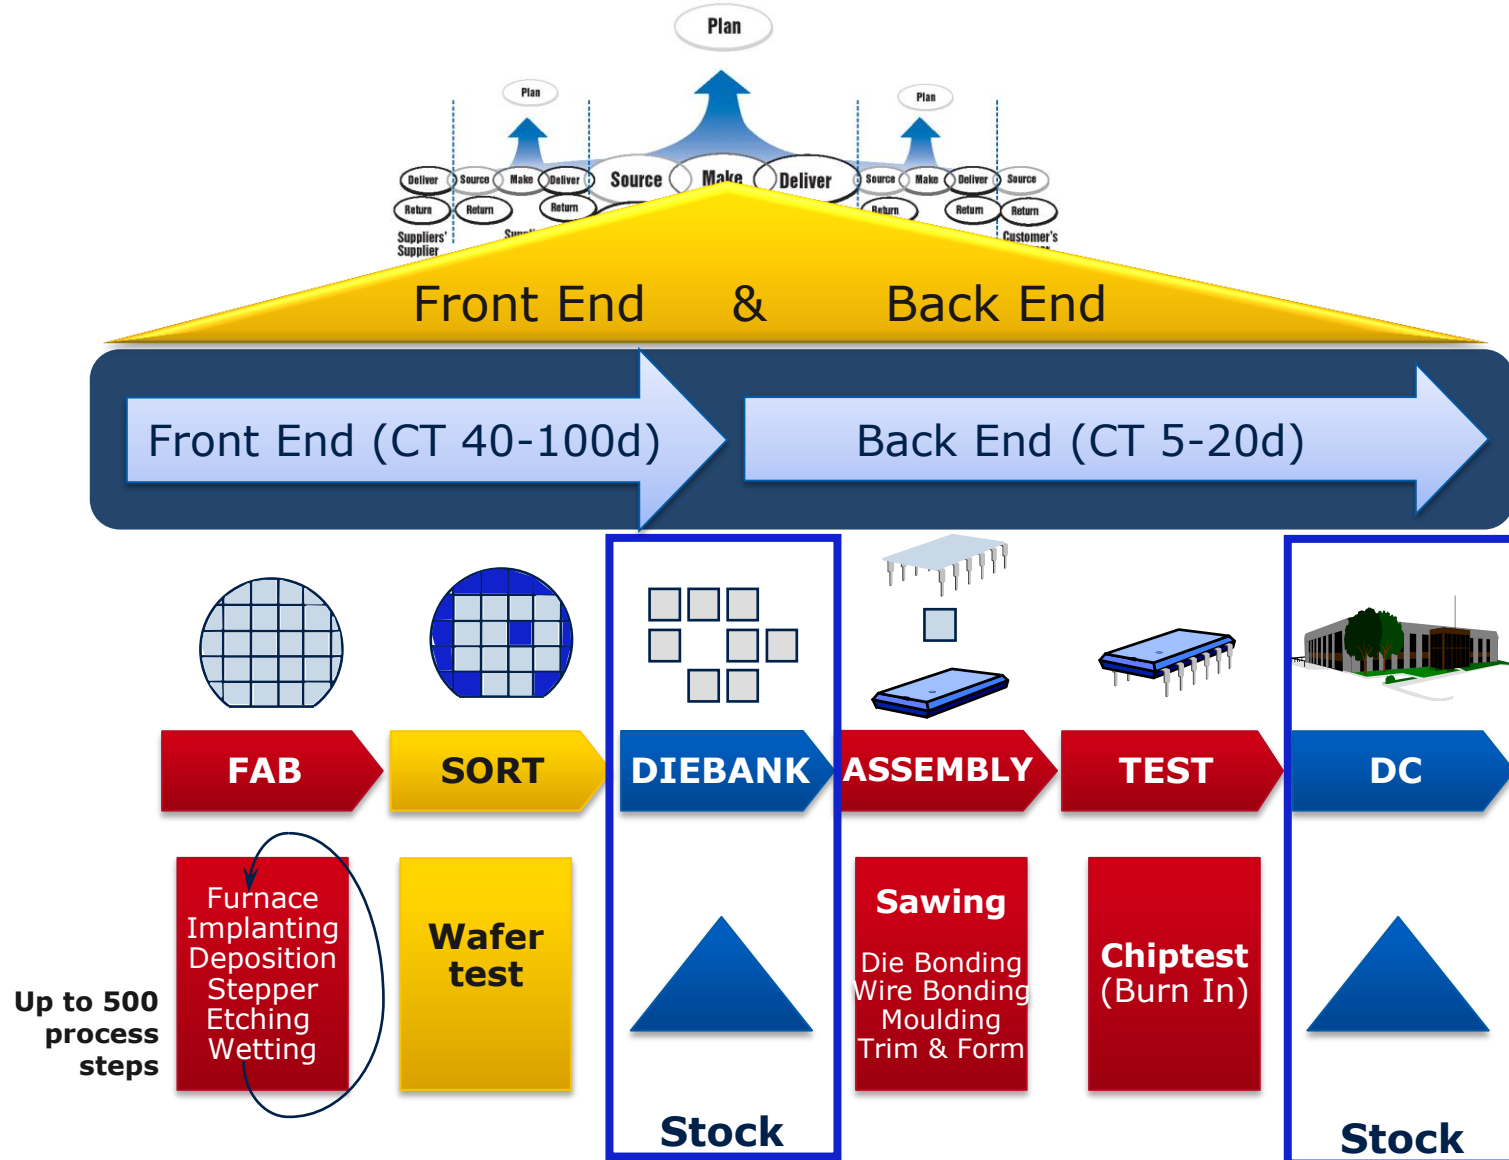 Plan
Plan
Plan
Deliver
Source
Make
Deliver
Source
Make
Deliver
Source
Make
Deliver
Source
Return
Return
Return
Return
Return
Return
Suppliers'
Supplier
Customer's
Front End & Back End
Front End (CT 40-100d)
Back End (CT 5-20d)
FAB
SORT
DIEBANK
ASSEMBLY
TEST
DC
Up to 500
process
steps
Furnace
Implanting
Deposition
Stepper
Etching
Wetting
Wafer
test
Sawing
Die Bonding
Wire Bonding
Moulding
Trim & Form
Chiptest
(Burn In)
Stock
Stock